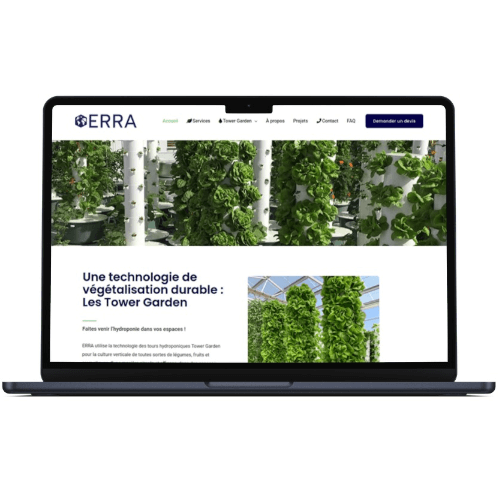 ERRA
Accueil Services Tower Garden À propos Projets Contact FAQ Demander un devis
Une technologie de
végétalisation durable :
Les Tower Garden
Faites venir l'hydroponie dans vos espaces !
ERRA utilise la technologie des tours hydroponiques Tower Garden
pour la culture verticale de toutes sortes de légumes, fruits et